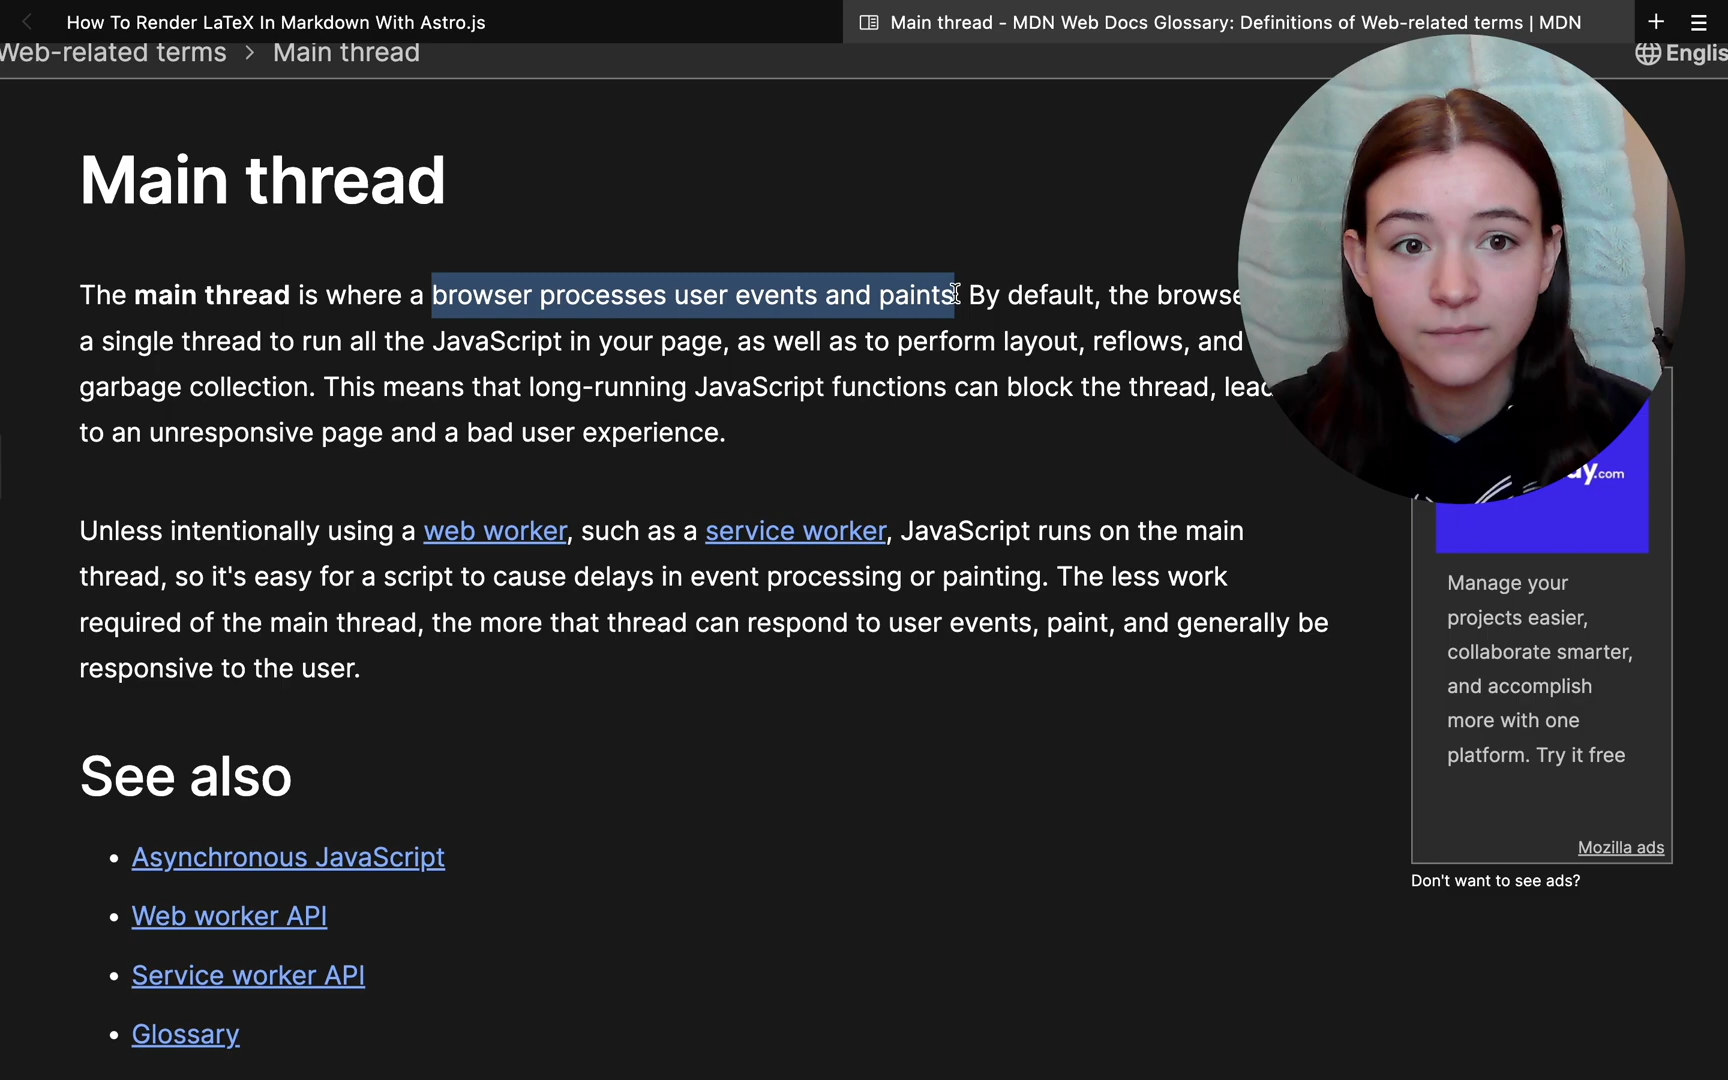 How To Render LaTeX In Markdown With Astro.js
Main thread - MDN Web Docs Glossary: Definitions of Web-related terms | MDN
Web-related terms > Main thread
Main thread
The main thread is where a browser processes user events and paints. By default, the
a single thread to run all the JavaScript in your page, as well as to perform layout, reflows, and
garbage collection. This means that long-running JavaScript functions can block the thread,
to an unresponsive page and a bad user experience.
Unless intentionally using a web worker, such as a service worker, JavaScript runs on the main
thread, so it's easy for a script to cause delays in event processing or painting. The less work
required of the main thread, the more that thread can respond to user events, paint, and generally be
responsive to the user.
See also
• Asynchronous JavaScript
• Web worker API
• Service worker API
• Glossary
.com
Manage your
projects easier,
collaborate smarter,
and accomplish
more with one
platform. Try it free
Mozilla ads
Don't want to see ads?